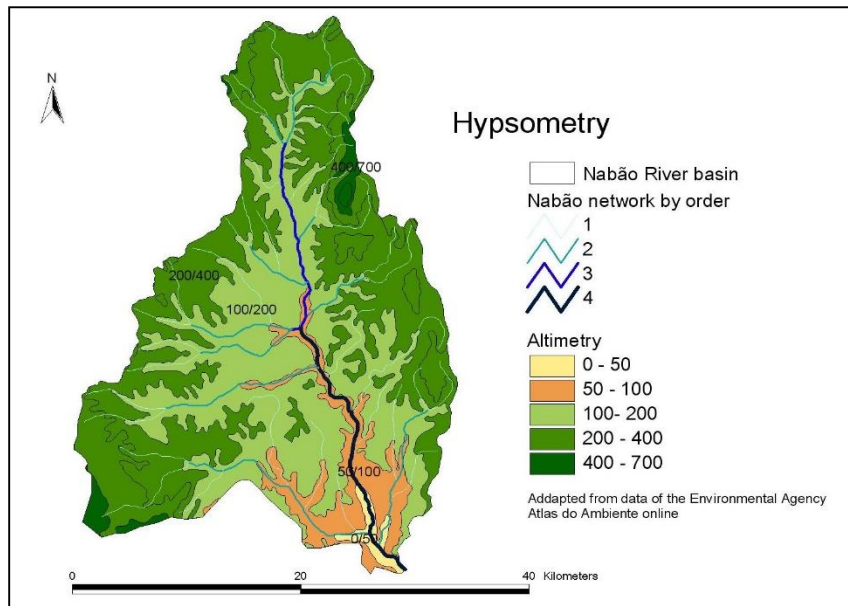 N
Hypsometry
400/700
Nabão River basin
Nabão network by order
1
2
3
4
200/400
100/200
Altimetry
0 - 50
50 - 100
100- 200
200 - 400
400 - 700
50/100
Addapted from data of the Environmental Agency
Atlas do Ambiente online
0/50
0 20 40 Kilometers